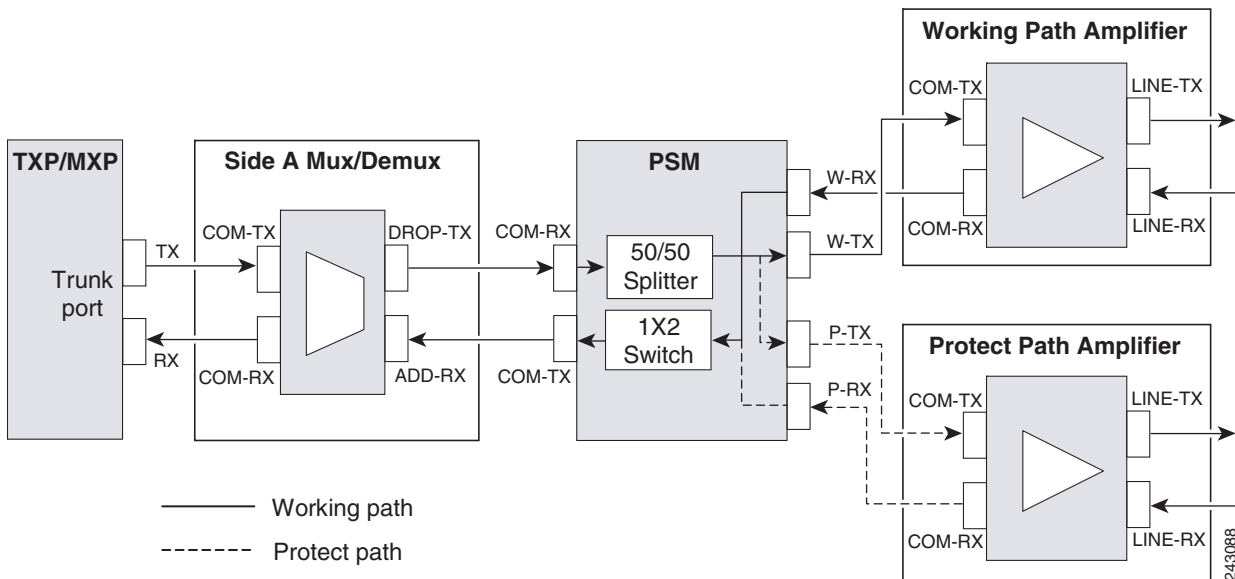 Working Path Amplifier
COM-TX
LINE-TX
COM-RX
LINE-RX
TXP/MXP
Trunk
port
TX
RX
Side A Mux/Demux
COM-TX
DROP-TX
COM-RX
ADD-RX
PSM
COM-RX
50/50
Splitter
1X2
Switch
COM-TX
W-RX
W-TX
P-TX
P-RX
Protect Path Amplifier
COM-TX
LINE-TX
COM-RX
LINE-RX
Working path
Protect path
243088